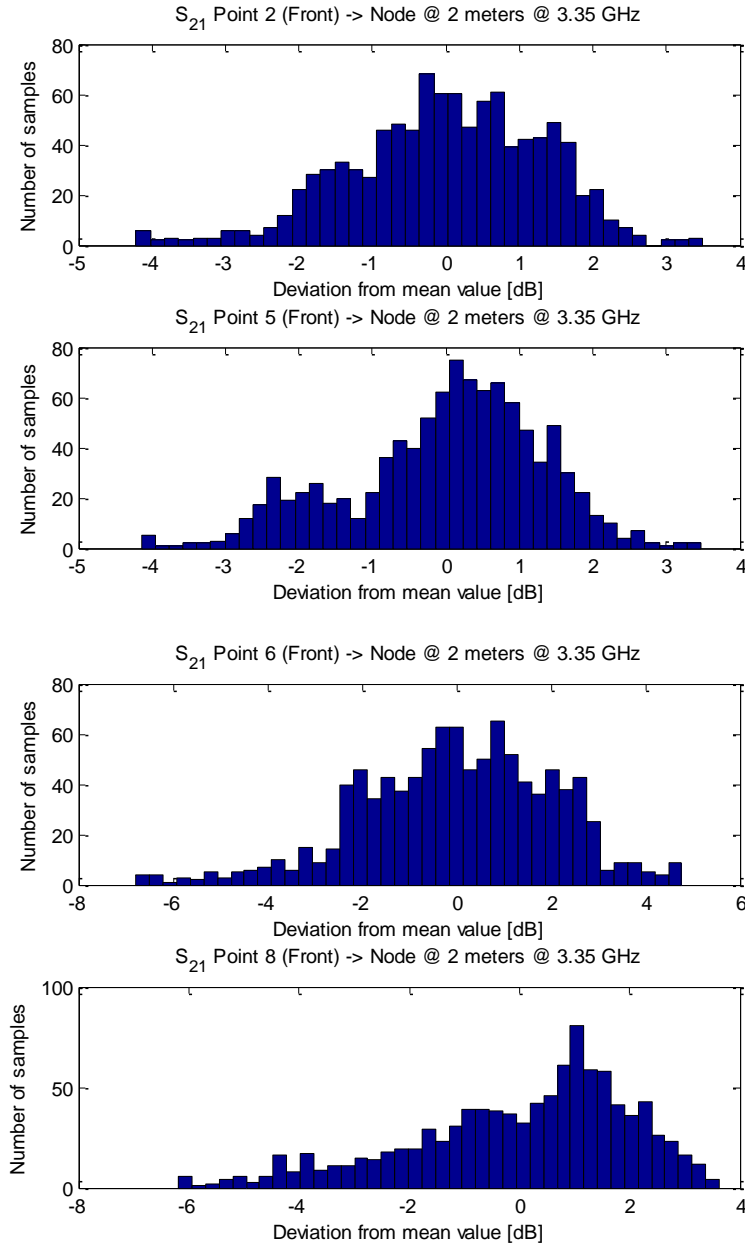 S21 Point 2 (Front) -> Node @ 2 meters @ 3.35 GHz
80
60
40
20
0
Number of samples
-5 -4 -3 -2 -1 0 1 2 3 4
Deviation from mean value [dB]
S21 Point 5 (Front) -> Node @ 2 meters @ 3.35 GHz
80
60
40
20
0
Number of samples
-5 -4 -3 -2 -1 0 1 2 3 4
Deviation from mean value [dB]
S21 Point 6 (Front) -> Node @ 2 meters @ 3.35 GHz
80
60
40
20
0
Number of samples
-8 -6 -4 -2 0 2 4 6
Deviation from mean value [dB]
S21 Point 8 (Front) -> Node @ 2 meters @ 3.35 GHz
100
50
0
Number of samples
-8 -6 -4 -2 0 2 4
Deviation from mean value [dB]